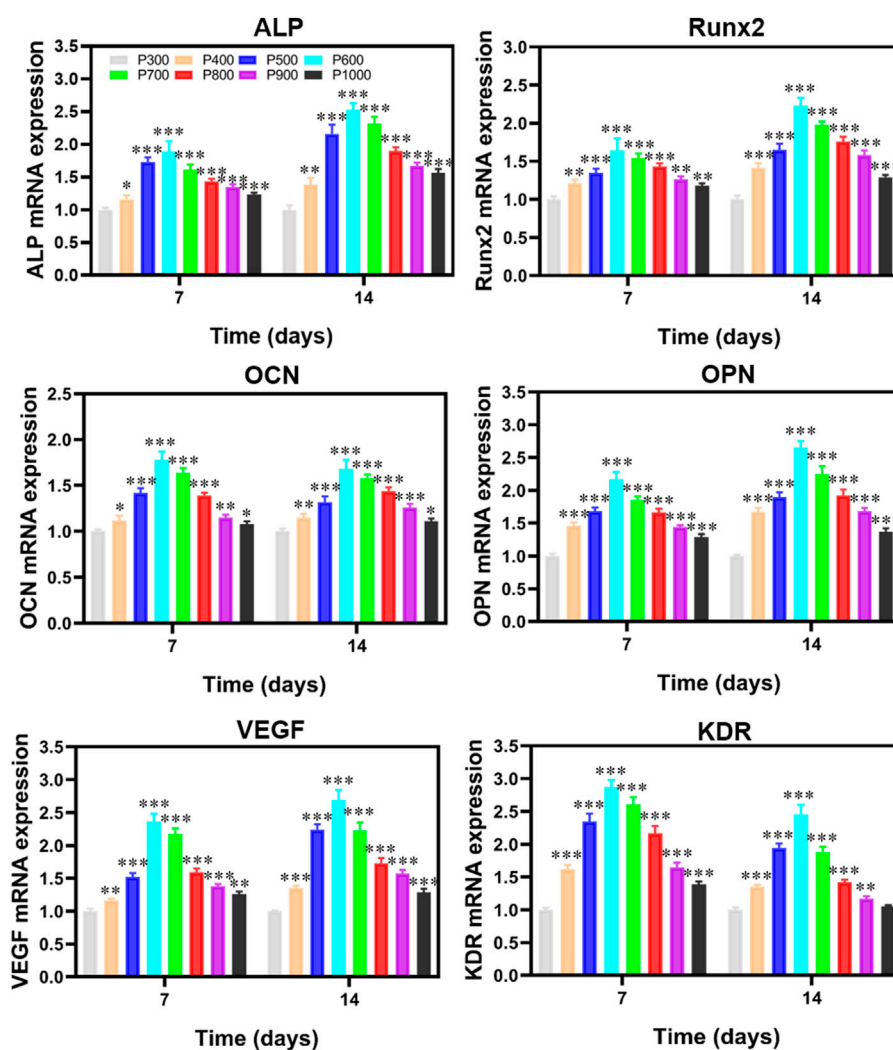 ALP
ALP mRNA expression
3.5
3.0
2.5
2.0
1.5
1.0
0.5
0.0
P300 P400 P500 P600
P700 P800 P900 P1000
* *** *** *** *** *** ***
** *** *** *** *** *** ***
7 14
Time (days)
Runx2
Runx2 mRNA expression
3.0
2.5
2.0
1.5
1.0
0.5
0.0
** *** *** *** *** ** **
*** *** *** *** *** *** ***
7 14
Time (days)
OCN
OCN mRNA expression
2.5
2.0
1.5
1.0
0.5
0.0
* *** *** *** *** ** *
** *** *** *** *** *** *
7 14
Time (days)
OPN
OPN mRNA expression
3.5
3.0
2.5
2.0
1.5
1.0
0.5
0.0
*** *** *** *** *** *** ***
*** *** *** *** *** *** **
7 14
Time (days)
VEGF
VEGF mRNA expression
3.5
3.0
2.5
2.0
1.5
1.0
0.5
0.0
** *** *** *** *** *** **
*** *** *** *** *** *** ***
7 14
Time (days)
KDR
KDR mRNA expression
3.5
3.0
2.5
2.0
1.5
1.0
0.5
0.0
*** *** *** *** *** *** ***
*** *** *** *** *** **
7 14
Time (days)